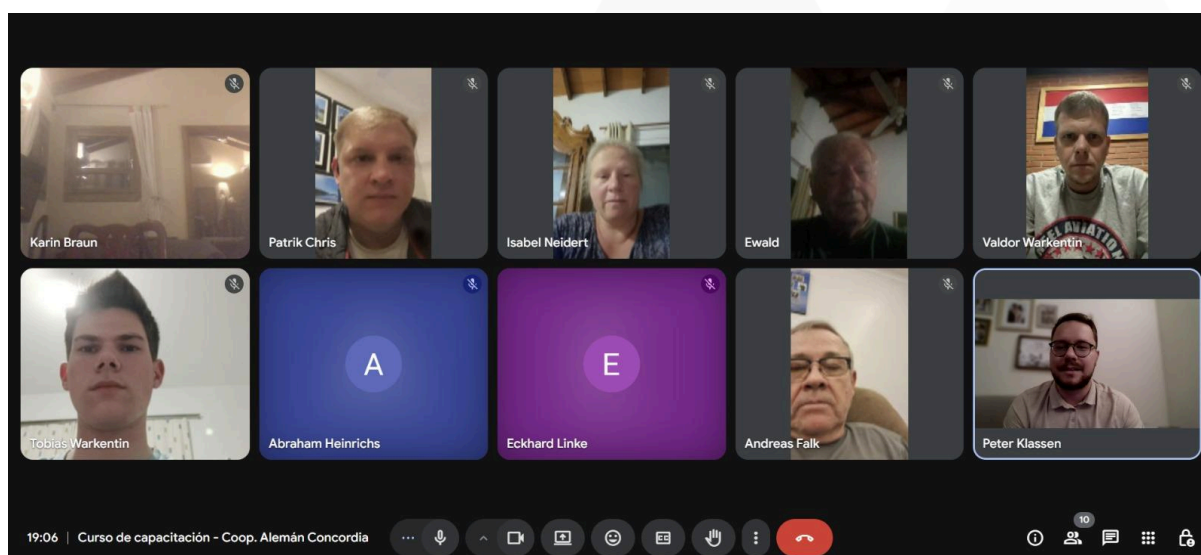 Karin Braun
Patrik Chris
Isabel Neidert
Ewald
Valdor Warkentin
Tobias Warkentin
A
Abraham Heinrichs
E
Eckhard Linke
Andreas Falk
Peter Klassen
10
19:06 | Curso de capacitación - Coop. Alemán Concordia